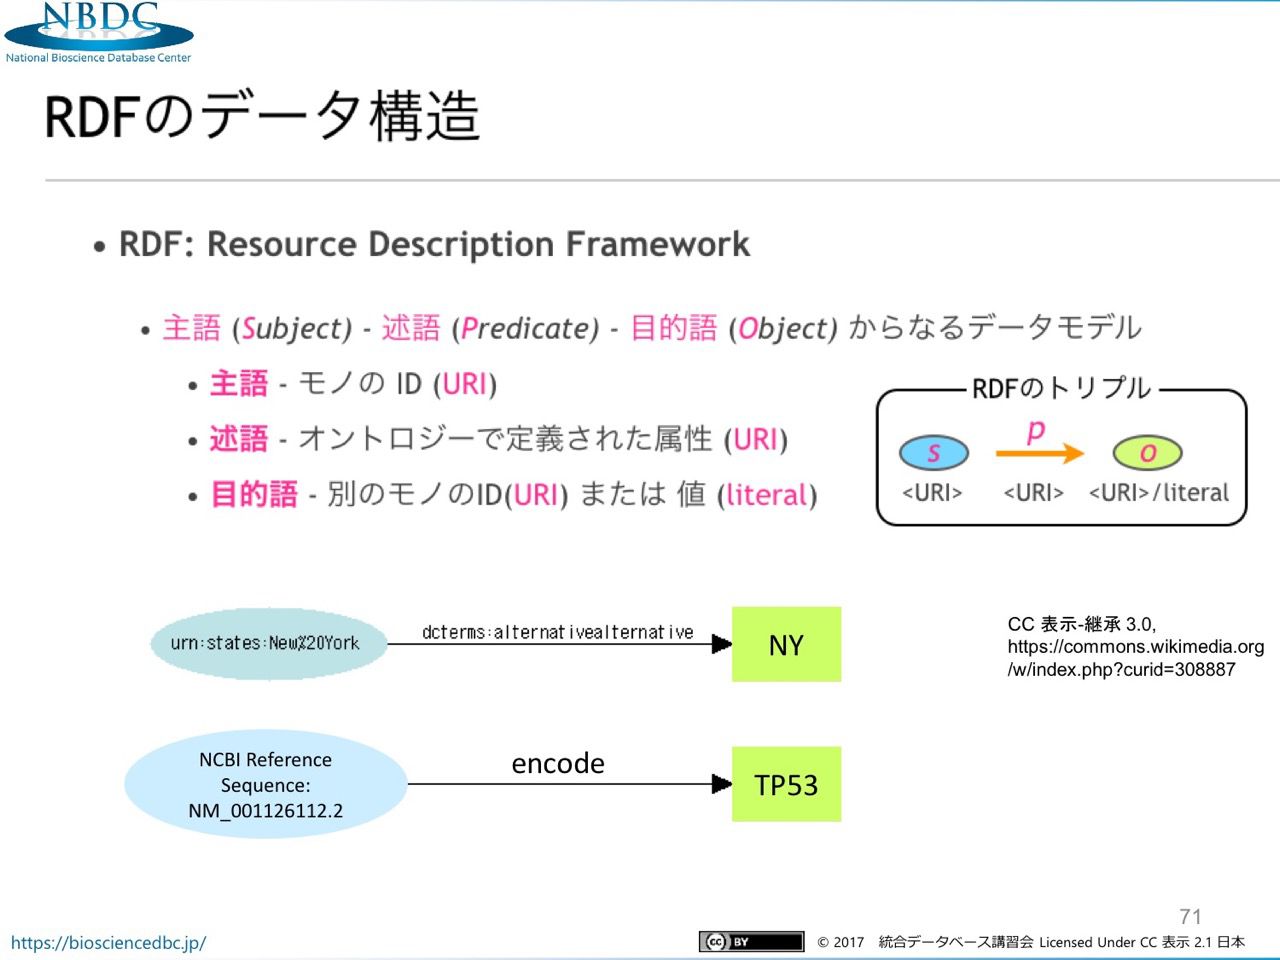 NBDC
National Bioscience Database Center
RDFのデータ構造
• RDF: Resource Description Framework
• 主語 (Subject) - 述語 (Predicate) - 目的語 (Object) からなるデータモデル
• 主語 - モノの ID (URI)
• 述語 - オントロジーで定義された属性 (URI)
• 目的語 - 別のモノのID(URI) または 値 (literal)
RDFのトリプル
S P O
<URI> <URI> <URI>/literal
urn:states:New%20York dcterms:alternativealternative NY
CC 表示-継承 3.0,
https://commons.wikimedia.org
/w/index.php?curid=308887
NCBI Reference
Sequence:
NM_001126112.2
encode
TP53
71
https://biosciencedbc.jp/
cc BY
© 2017 統合データベース講習会 Licensed Under CC 表示 2.1 日本